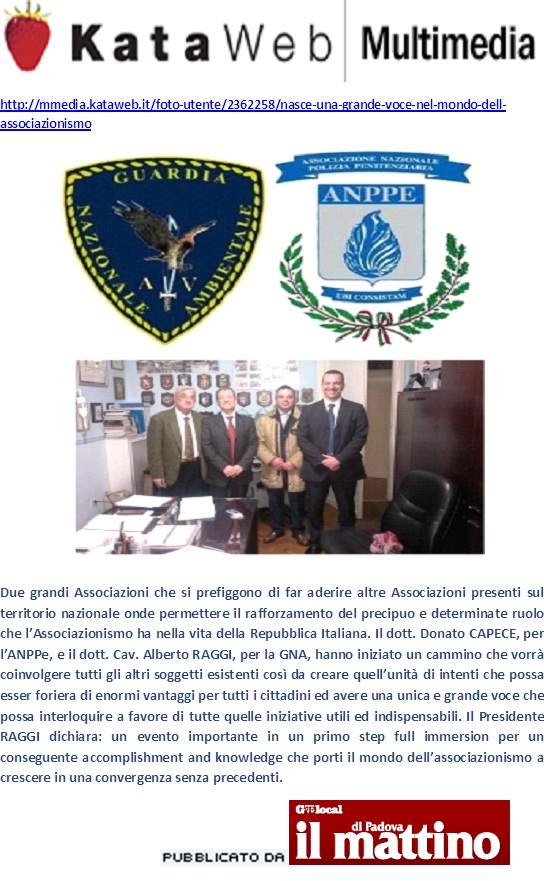 KataWeb Multimedia
http://mmedia.kataweb.it/foto-utente/2362258/nasce-una-grande-voce-nel-mondo-dell-
associazionismo
GUARDIA
NAZIONALE
AMBIENTALE
A V
ASSOCIAZIONE NAZIONALE
POLIZIA PENITENZIARIA
ANPPE
UBI CONSISTAM
Due grandi Associazioni che si prefiggono di far aderire altre Associazioni presenti sul
territorio nazionale onde permettere il rafforzamento del precipuo e determinate ruolo
che l'Associazionismo ha nella vita della Repubblica Italiana. Il dott. Donato CAPECE, per
l'ANPPe, e il dott. Cav. Alberto RAGGI, per la GNA, hanno iniziato un cammino che vorrà
coinvolgere tutti gli altri soggetti esistenti così da creare quell'unità di intenti che possa
esser foriera di enormi vantaggi per tutti i cittadini ed avere una unica e grande voce che
possa interloquire a favore di tutte quelle iniziative utili ed indispensabili. Il Presidente
RAGGI dichiara: un evento importante in un primo step full immersion per un
conseguente accomplishment and knowledge che porti il mondo dell'associazionismo a
crescere in una convergenza senza precedenti.
local
di Padova
il mattino
PUBBLICATO DA